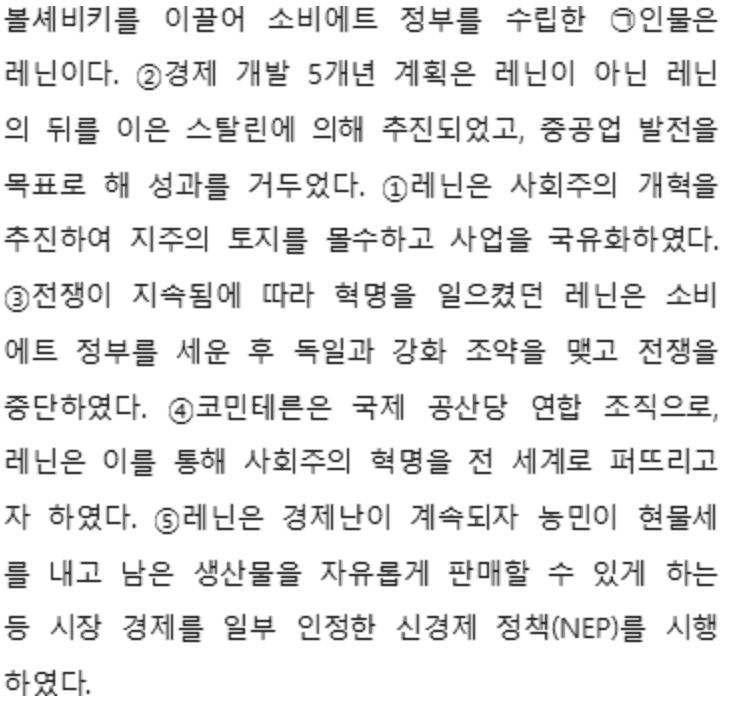 볼셰비키를 이끌어 소비에트 정부를 수립한 ㉠인물은
레닌이다. ②경제 개발 5개년 계획은 레닌이 아닌 레닌
의 뒤를 이은 스탈린에 의해 추진되었고, 중공업 발전을
목표로 해 성과를 거두었다. ①레닌은 사회주의 개혁을
추진하여 지주의 토지를 몰수하고 사업을 국유화하였다.
③전쟁이 지속됨에 따라 혁명을 일으켰던 레닌은 소비
에트 정부를 세운 후 독일과 강화 조약을 맺고 전쟁을
중단하였다. ④코민테른은 국제 공산당 연합 조직으로,
레닌은 이를 통해 사회주의 혁명을 전 세계로 퍼뜨리고
자 하였다. ⑤레닌은 경제난이 계속되자 농민이 현물세
를 내고 남은 생산물을 자유롭게 판매할 수 있게 하는
등 시장 경제를 일부 인정한 신경제 정책(NEP)를 시행
하였다.